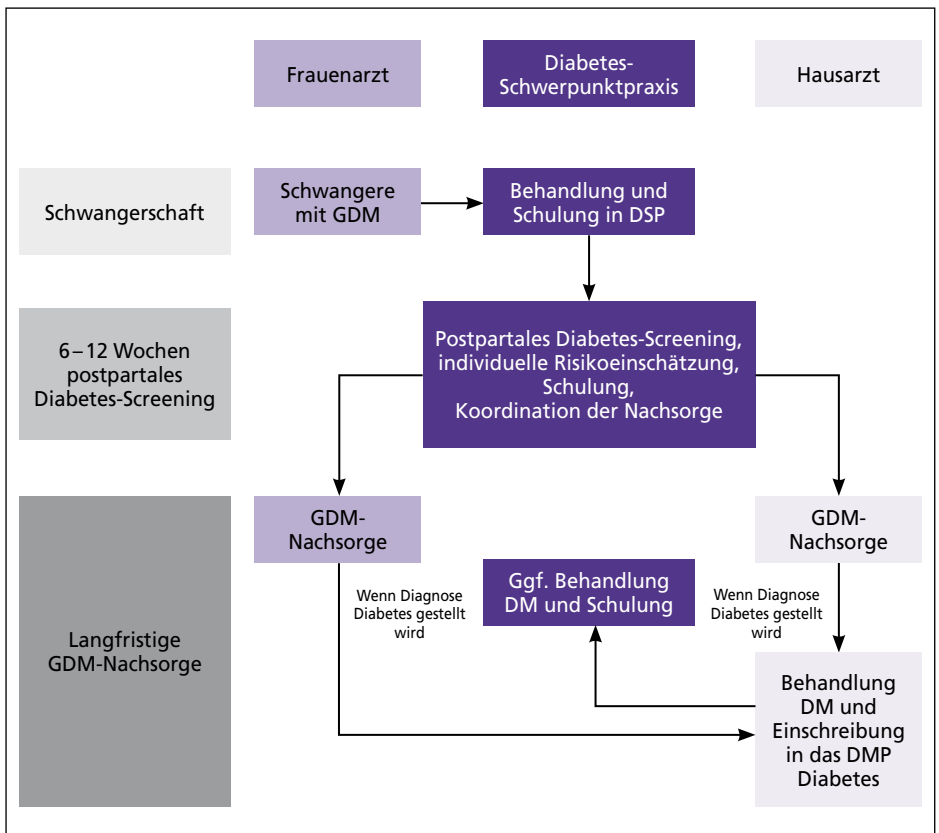 Frauenarzt
Diabetes-
Schwerpunktpraxis
Hausarzt
Schwangerschaft
Schwangere
mit GDM
Behandlung und
Schulung in DSP
6–12 Wochen
postpartales
Diabetes-Screening
Postpartales Diabetes-Screening,
individuelle Risikoeinschätzung,
Schulung,
Koordination der Nachsorge
Langfristige
GDM-Nachsorge
GDM-
Nachsorge
Wenn Diagnose
Diabetes gestellt
wird
Ggf. Behandlung
DM und Schulung
GDM-
Nachsorge
Wenn Diagnose
Diabetes gestellt
wird
Behandlung
DM und
Einschreibung
in das DMP
Diabetes